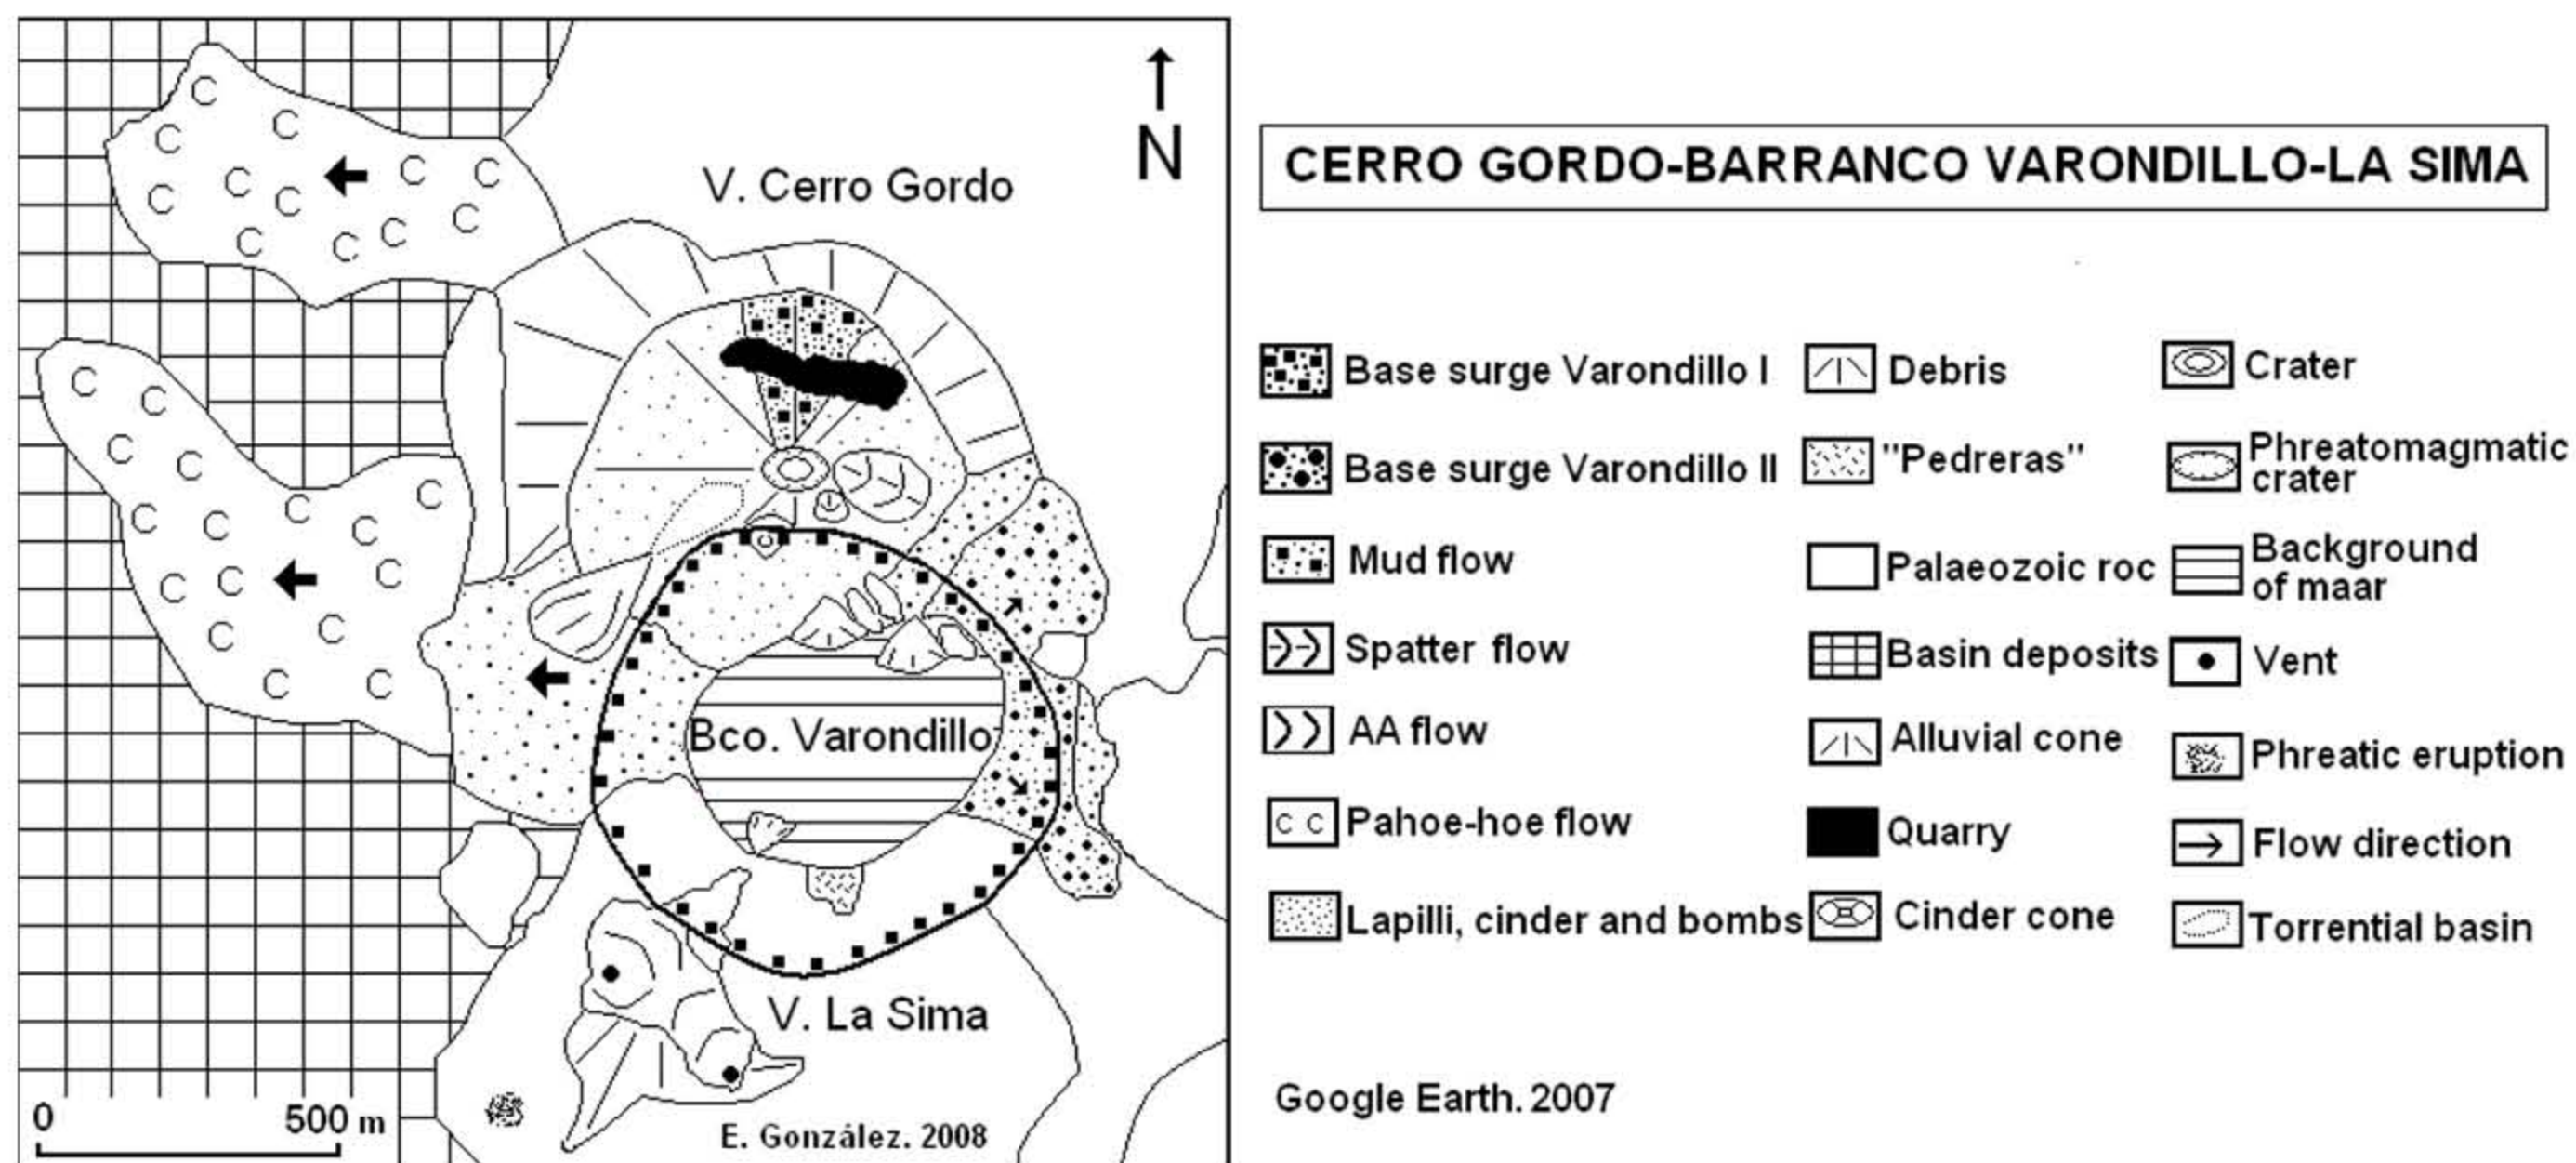 N
V. Cerro Gordo
Bco. Varondillo
V. La Sima
0
500 m
E. González. 2008
CERRO GORDO-BARRANCO VARONDILLO-LA SIMA
Base surge Varondillo I
Base surge Varondillo II
Mud flow
Spatter flow
AA flow
Pahoe-hoe flow
Lapilli, cinder and bombs
Debris
"Pedreras"
Palaeozoic roc
Basin deposits
Alluvial cone
Quarry
Cinder cone
Crater
Phreatomagmatic
crater
Background
of maar
Vent
Phreatic eruption
Flow direction
Torrential basin
Google Earth. 2007